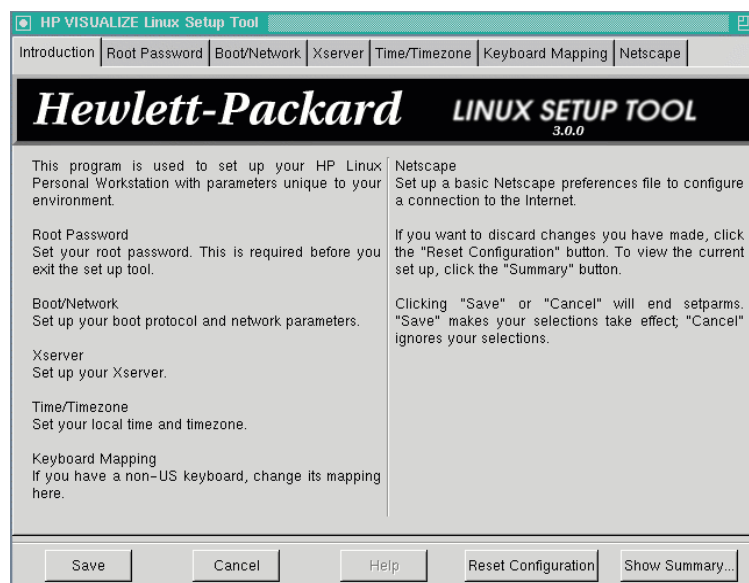 HP VISUALIZE Linux Setup Tool
Introduction Root Password Boot/Network Xserver Time/Timezone Keyboard Mapping Netscape
Hewlett-Packard LINUX SETUP TOOL
3.0.0
This program is used to set up your HP Linux
Personal Workstation with parameters unique to your
environment.
Root Password
Set your root password. This is required before you
exit the set up tool.
Boot/Network
Set up your boot protocol and network parameters.
Xserver
Set up your Xserver.
Time/Timezone
Set your local time and timezone.
Keyboard Mapping
If you have a non-US keyboard, change its mapping
here.
Netscape
Set up a basic Netscape preferences file to configure
a connection to the Internet.
If you want to discard changes you have made, click
the "Reset Configuration" button. To view the current
set up, click the "Summary" button.
Clicking "Save" or "Cancel" will end setparms.
"Save" makes your selections take effect; "Cancel"
ignores your selections.
Save Cancel Help Reset Configuration Show Summary...